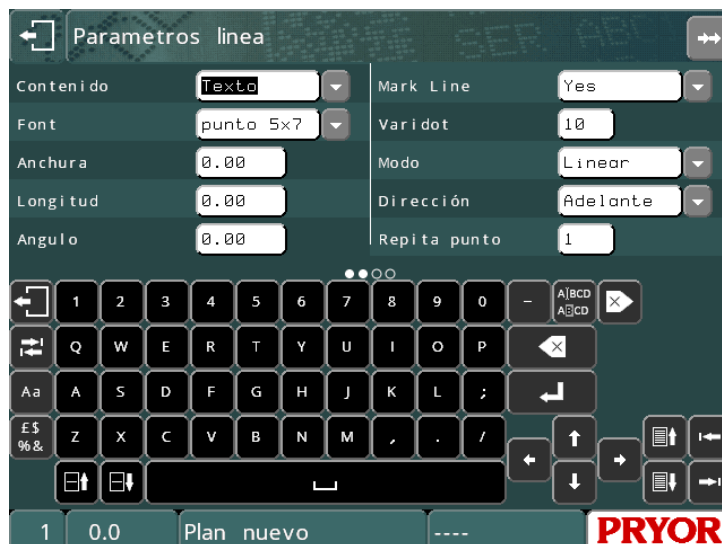 Parametros linea
Contenido Texto
Font punto 5x7
Anchura 0.00
Longitud 0.00
Angulo 0.00
Mark Line Yes
Varidot 10
Modo Linear
Dirección Adelante
Repita punto 1
1 2 3 4 5 6 7 8 9 0 - A[BCD
ABCD
Q W E R T Y U I O P
Aa A S D F G H J K L ;
£$
%& Z X C V B N M , . /
1 0.0 Plan nuevo ---- PRYOR